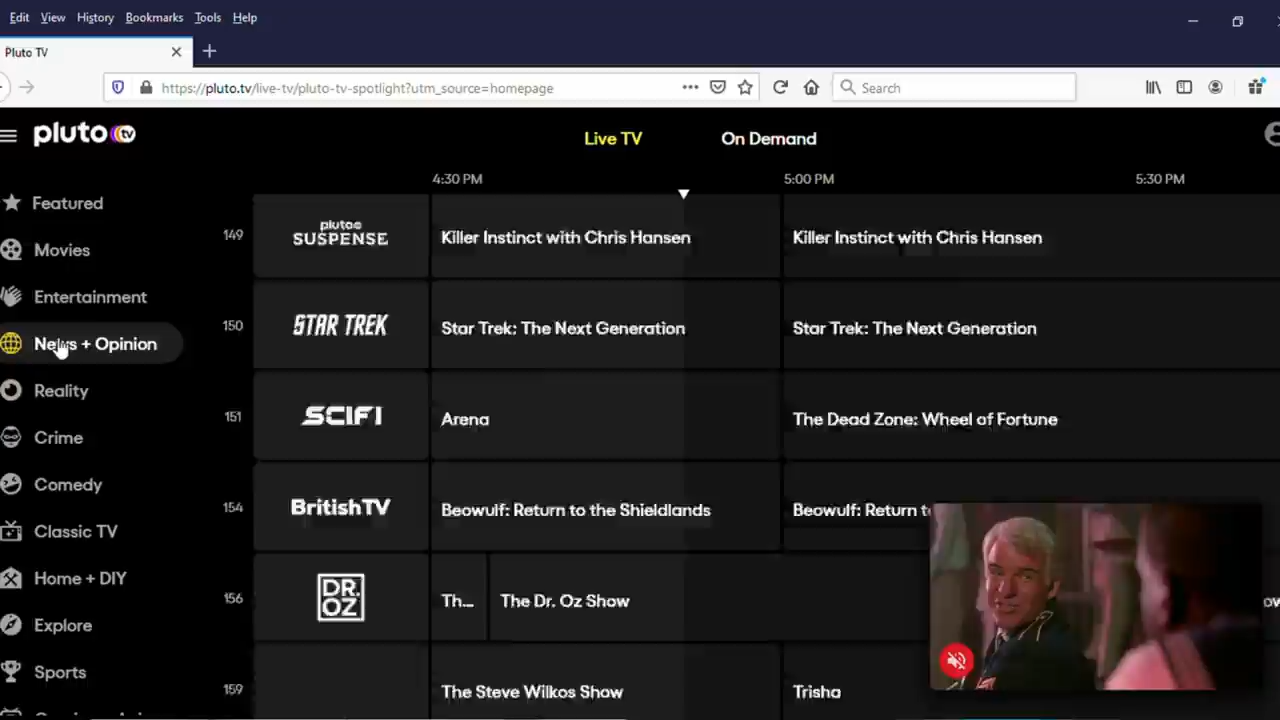 Edit View History Bookmarks Tools Help
Pluto TV
https://pluto.tv/live-tv/pluto-tv-spotlight?utm_source=homepage
Search
pluto tv
Live TV On Demand
4:30 PM 5:00 PM 5:30 PM
Featured
Movies
Entertainment
News + Opinion
Reality
Crime
Comedy
Classic TV
Home + DIY
Explore
Sports
149 pluto tv SUSPENSE Killer Instinct with Chris Hansen Killer Instinct with Chris Hansen
150 STAR TREK Star Trek: The Next Generation Star Trek: The Next Generation
151 SCIFI Arena The Dead Zone: Wheel of Fortune
154 BritishTV Beowulf: Return to the Shieldlands Beowulf: Return t
156 DR. OZ Th... The Dr. Oz Show
159 The Steve Wilkos Show Trisha